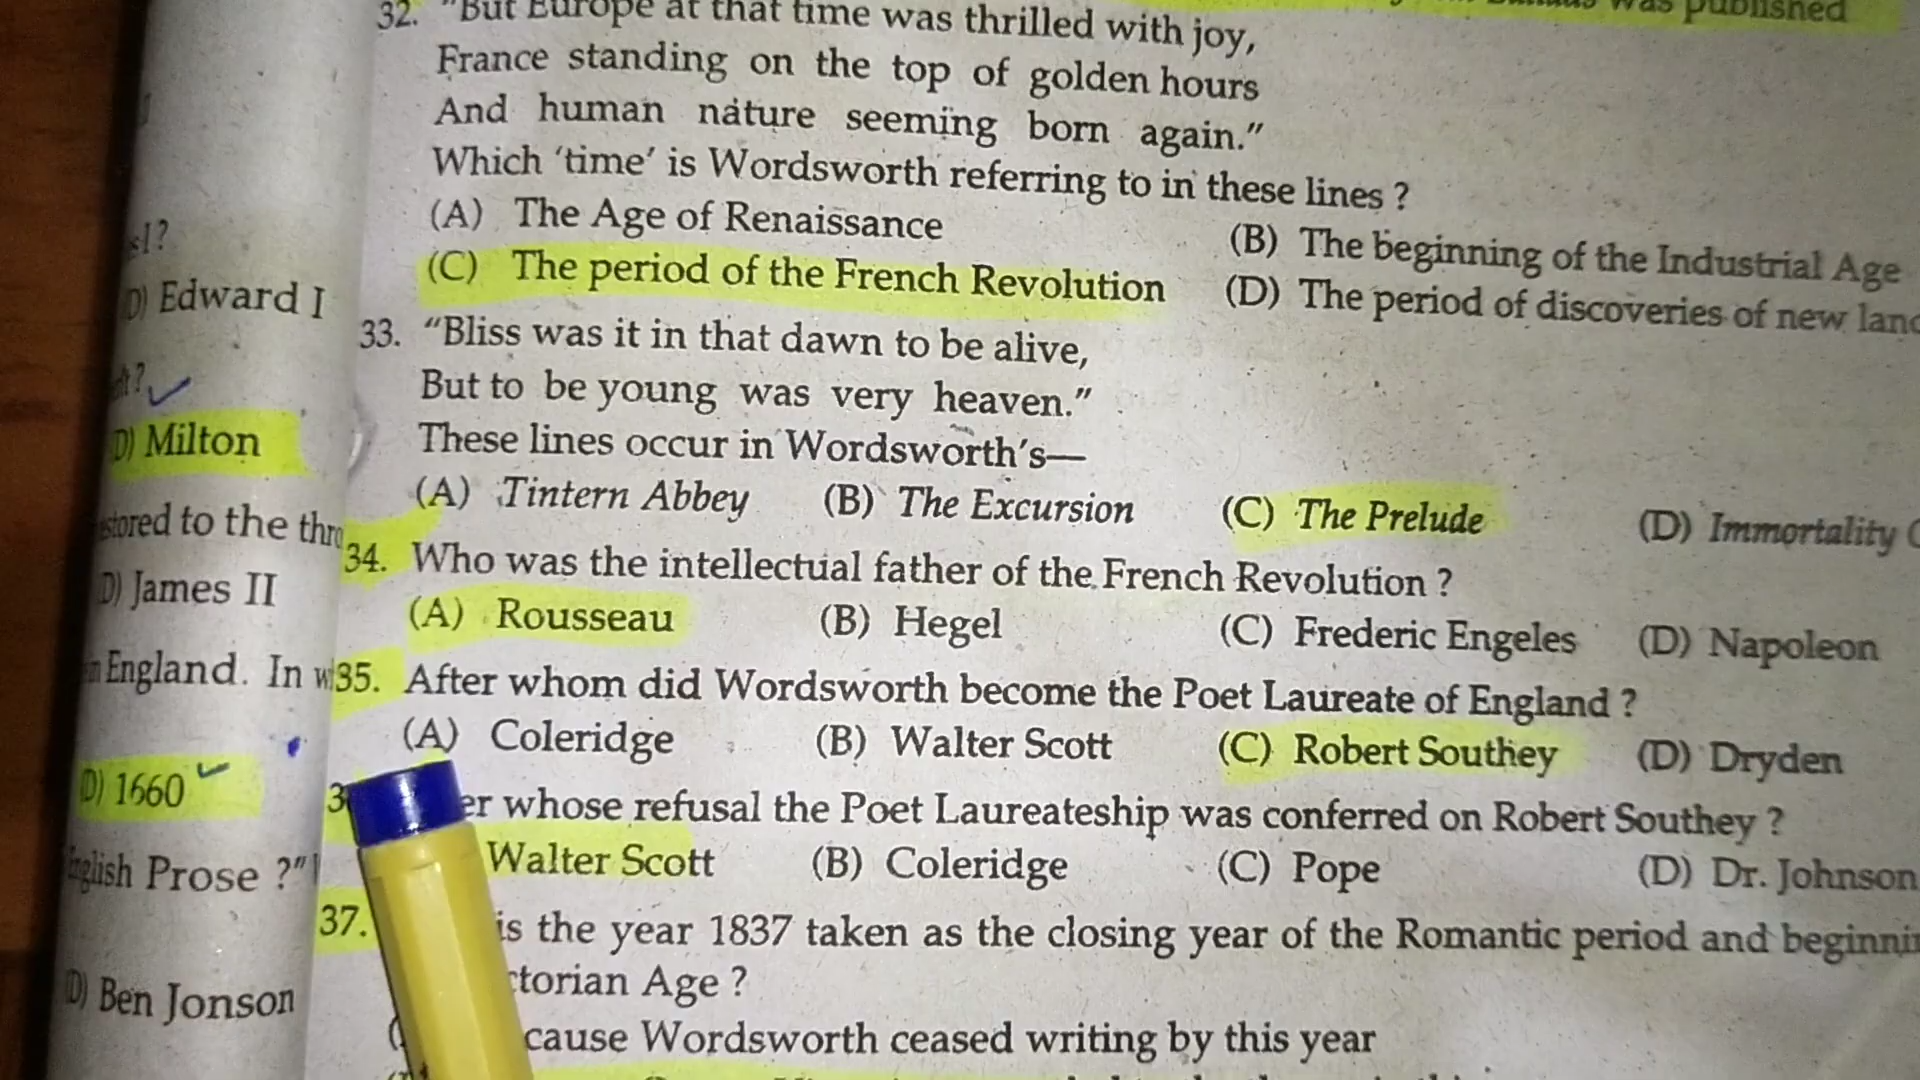 was published
32. "But Europe at that time was thrilled with joy,
France standing on the top of golden hours
And human nature seeming born again."
Which 'time' is Wordsworth referring to in these lines ?
(A) The Age of Renaissance (B) The beginning of the Industrial Age
(C) The period of the French Revolution (D) The period of discoveries of new
33. "Bliss was it in that dawn to be alive,
But to be young was very heaven."
These lines occur in Wordsworth's—
(A) Tintern Abbey (B) The Excursion (C) The Prelude (D) Immortality
34. Who was the intellectual father of the French Revolution ?
(A) Rousseau (B) Hegel (C) Frederic Engeles (D) Napoleon
35. After whom did Wordsworth become the Poet Laureate of England ?
(A) Coleridge (B) Walter Scott (C) Robert Southey (D) Dryden
whose refusal the Poet Laureateship was conferred on Robert Southey ?
Walter Scott (B) Coleridge (C) Pope (D) Dr. Johnson
37. is the year 1837 taken as the closing year of the Romantic period and
Age ?
Wordsworth ceased writing by this year
D) Edward I
D) Milton
to the
D) James II
England. In
D) 1660
Prose ?"
D) Ben Jonson